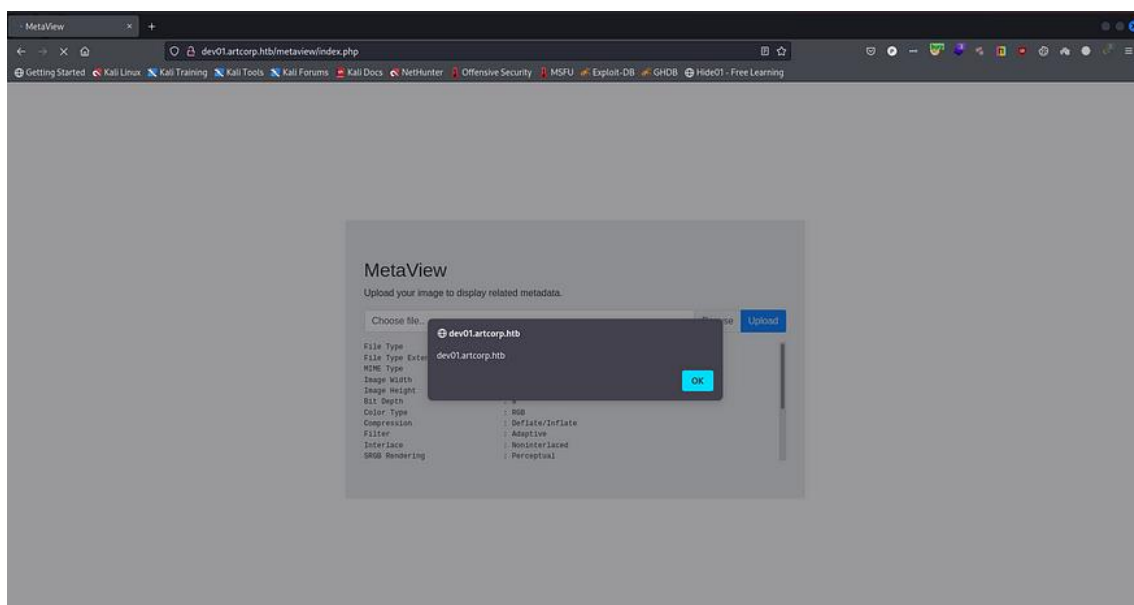 MetaView
dev01.artcorp.htb/metaview/index.php
Getting Started Kali Linux Kali Training Kali Tools Kali Forums Kali Docs NetHunter Offensive Security MSFU Exploit-DB GHDB Hide01 - Free Learning
MetaView
Upload your image to display related metadata.
Choose file.. Upload
dev01.artcorp.htb
dev01.artcorp.htb
OK
File Type
File Type Exter
MIME Type
Image Width
Image Height
Bit Depth :
Color Type : RGB
Compression : Deflate/Inflate
Filter : Adaptive
Interlace : Noninterlaced
SRGB Rendering : Perceptual